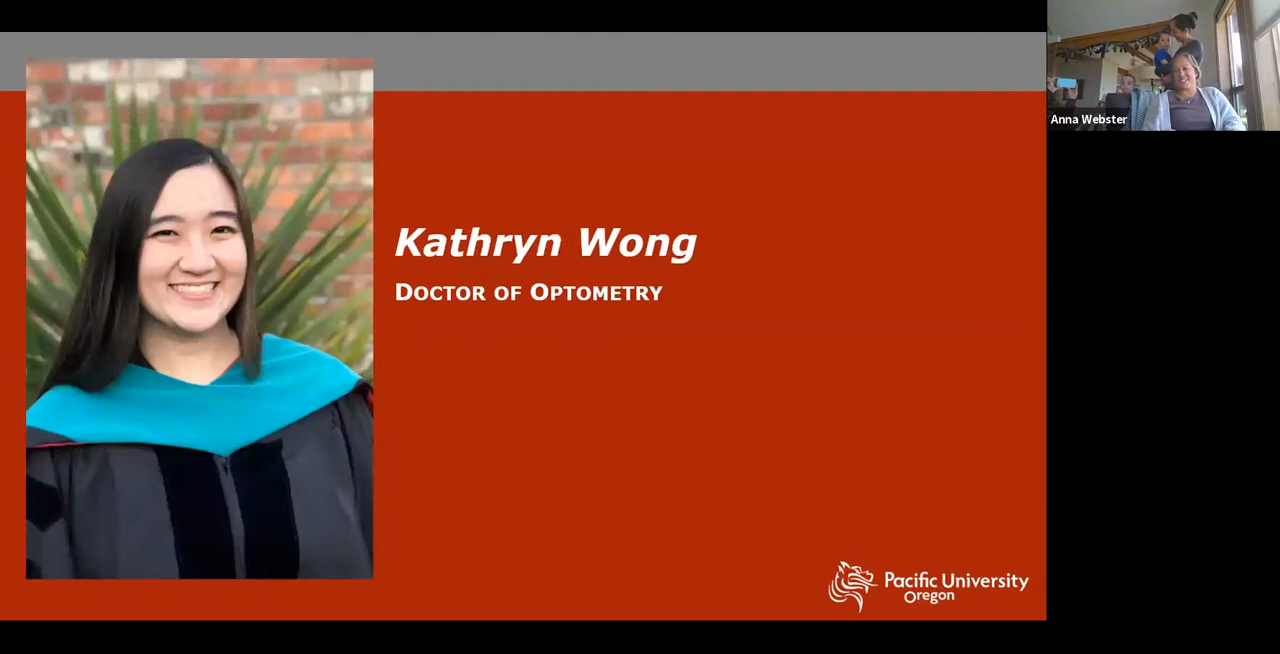 Kathryn Wong
Doctor of Optometry
Pacific University
Oregon
Anna Webster